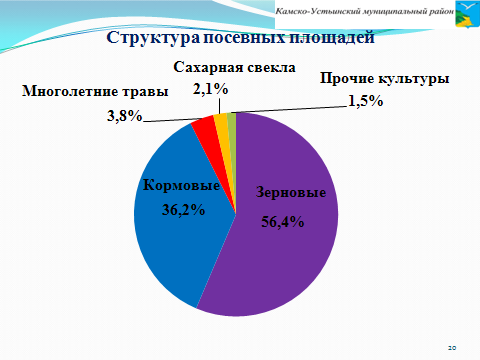 Камско-Устьинский муниципальный район
Структура посевных площадей
Сахарная свекла
2,1%
Прочие культуры
1,5%
Многолетние травы
3,8%
Кормовые
36,2%
Зерновые
56,4%
20